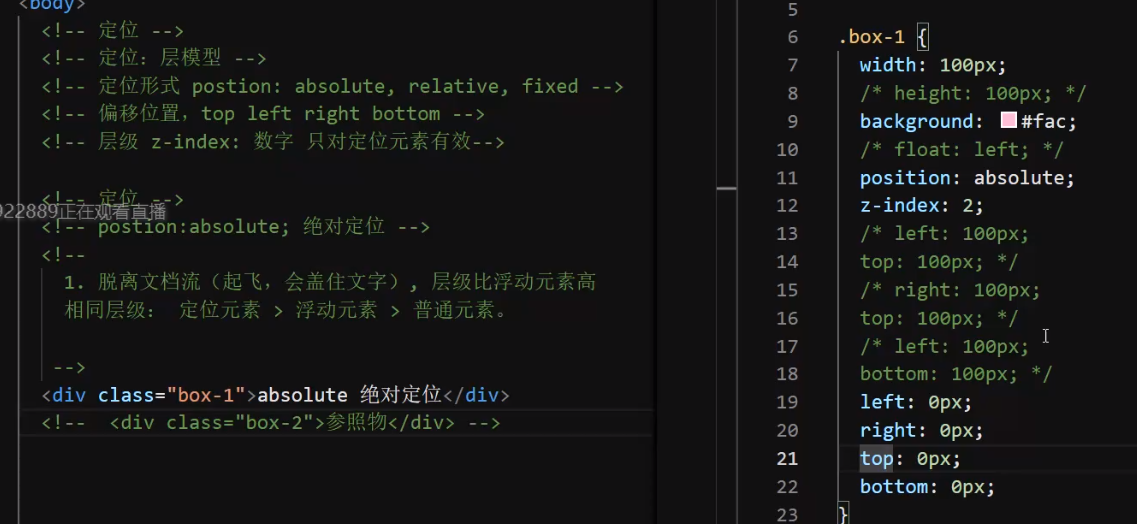 <body>
<!-- 定位 -->
<!-- 定位：层模型 -->
<!-- 定位形式 postion: absolute, relative, fixed -->
<!-- 偏移位置，top left right bottom -->
<!-- 层级 z-index: 数字 只对定位元素有效-->
<!-- 定位 -->
922889正在观看直播
<!-- postion:absolute; 绝对定位 -->
<!--
1. 脱离文档流（起飞，会盖住文字）, 层级比浮动元素高
相同层级： 定位元素 > 浮动元素 > 普通元素。
-->
<div class="box-1">absolute 绝对定位</div>
<!--  <div class="box-2">参照物</div> -->
5
6 .box-1 {
7 width: 100px;
8 /* height: 100px; */
9 background: #fac;
10 /* float: left; */
11 position: absolute;
12 z-index: 2;
13 /* left: 100px;
14 top: 100px; */
15 /* right: 100px;
16 top: 100px; */
17 /* left: 100px;
18 bottom: 100px; */
19 left: 0px;
20 right: 0px;
21 top: 0px;
22 bottom: 0px;
23 }